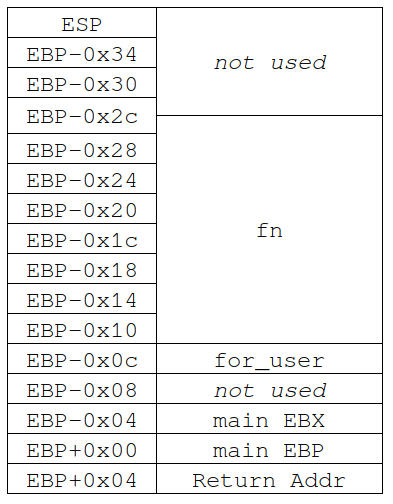 ESP
not used
EBP-0x34
EBP-0x30
EBP-0x2c
fn
EBP-0x28
EBP-0x24
EBP-0x20
EBP-0x1c
EBP-0x18
EBP-0x14
EBP-0x10
EBP-0x0c for_user
EBP-0x08 not used
EBP-0x04 main EBX
EBP+0x00 main EBP
EBP+0x04 Return Addr